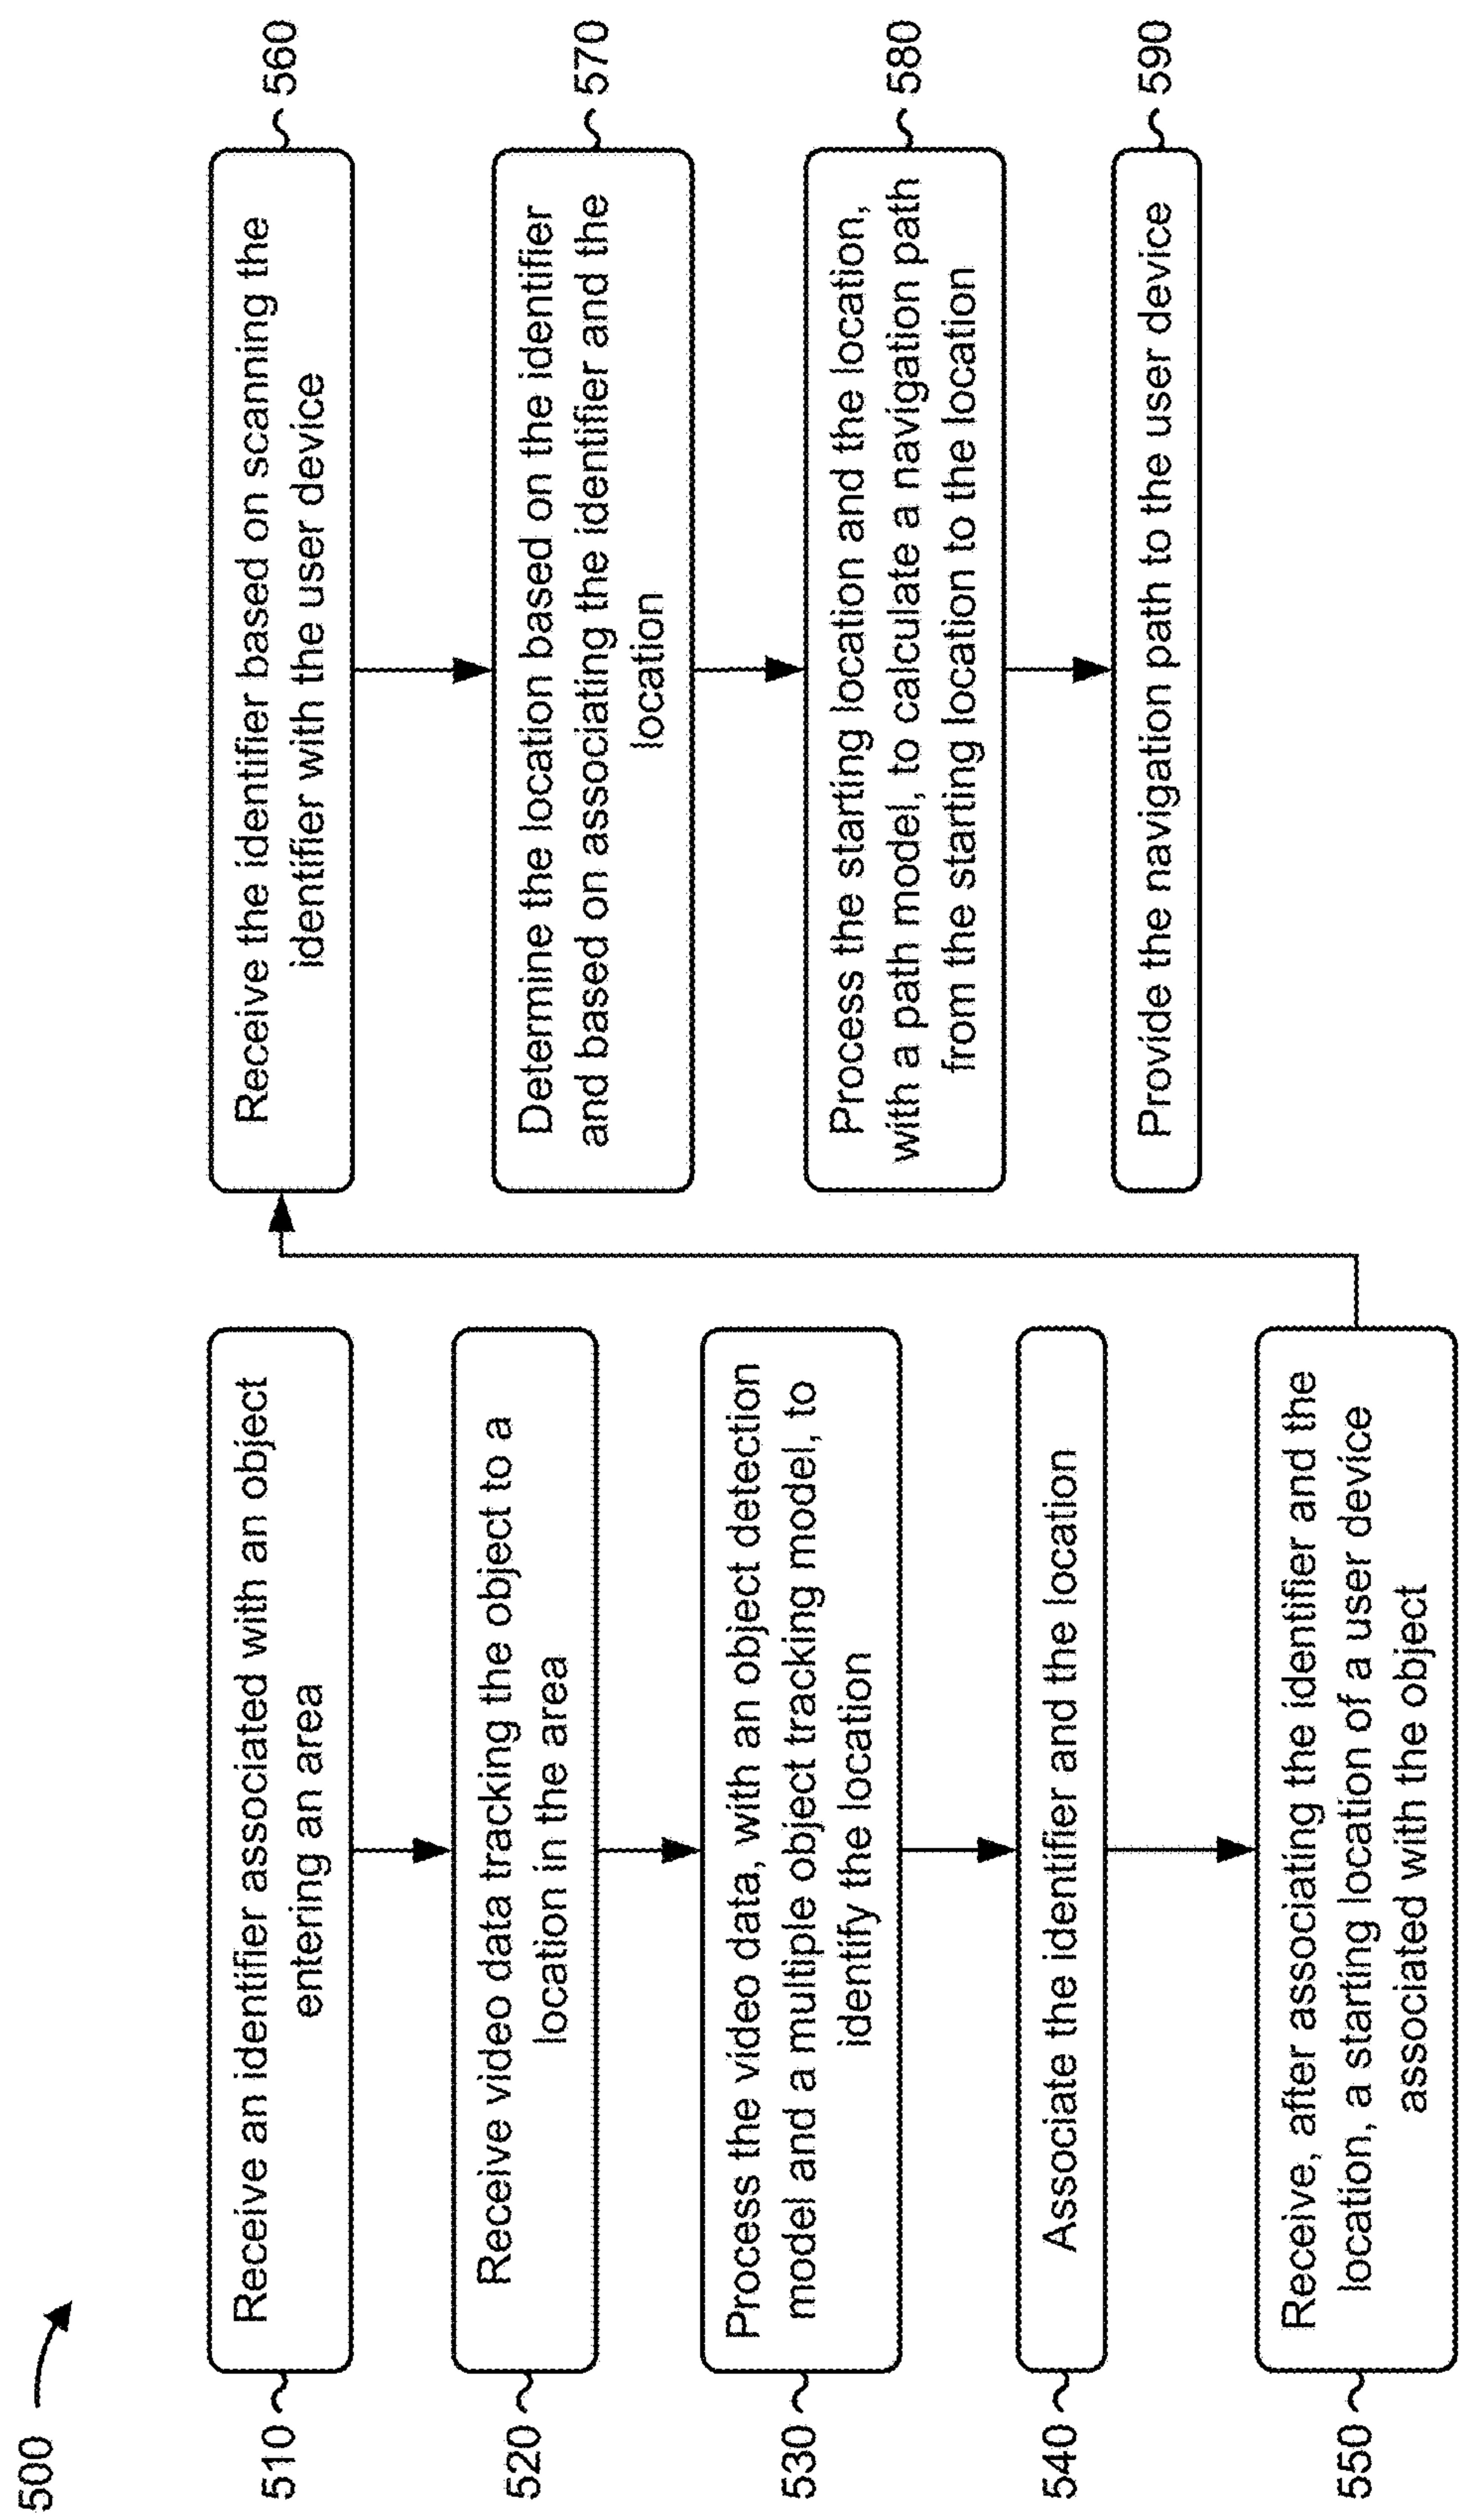 500
510
Receive an identifier associated with an object
entering an area
520
Receive video data tracking the object to a
location in the area
530
Process the video data, with an object detection
model and a multiple object tracking model, to
identify the location
540
Associate the identifier and the location
550
Receive, after associating the identifier and the
location, a starting location of a user device
associated with the object
560
Receive the identifier based on scanning the
identifier with the user device
570
Determine the location based on the identifier
and based on associating the identifier and the
location
580
Process the starting location and the location,
with a path model, to calculate a navigation path
from the starting location to the location
590
Provide the navigation path to the user device